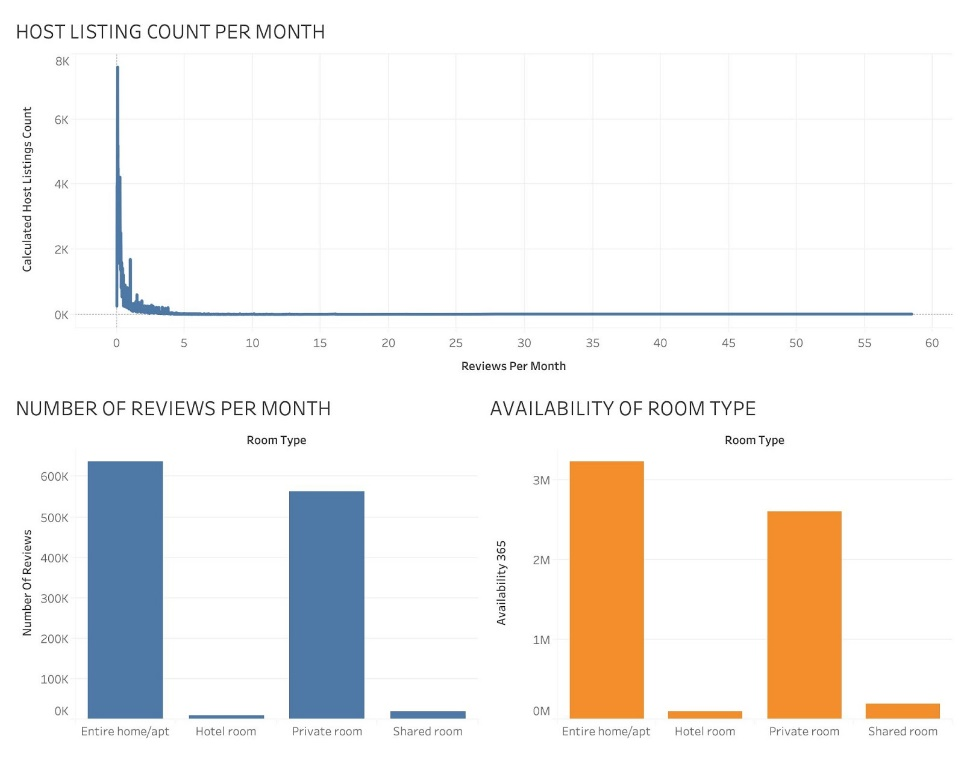 HOST LISTING COUNT PER MONTH
8K
6K
4K
2K
0K
Calculated Host Listings Count
0 5 10 15 20 25 30 35 40 45 50 55 60
Reviews Per Month
NUMBER OF REVIEWS PER MONTH
Room Type
600K
500K
400K
300K
200K
100K
0K
Number Of Reviews
Entire home/apt Hotel room Private room Shared room
AVAILABILITY OF ROOM TYPE
Room Type
3M
2M
1M
0M
Availability 365
Entire home/apt Hotel room Private room Shared room